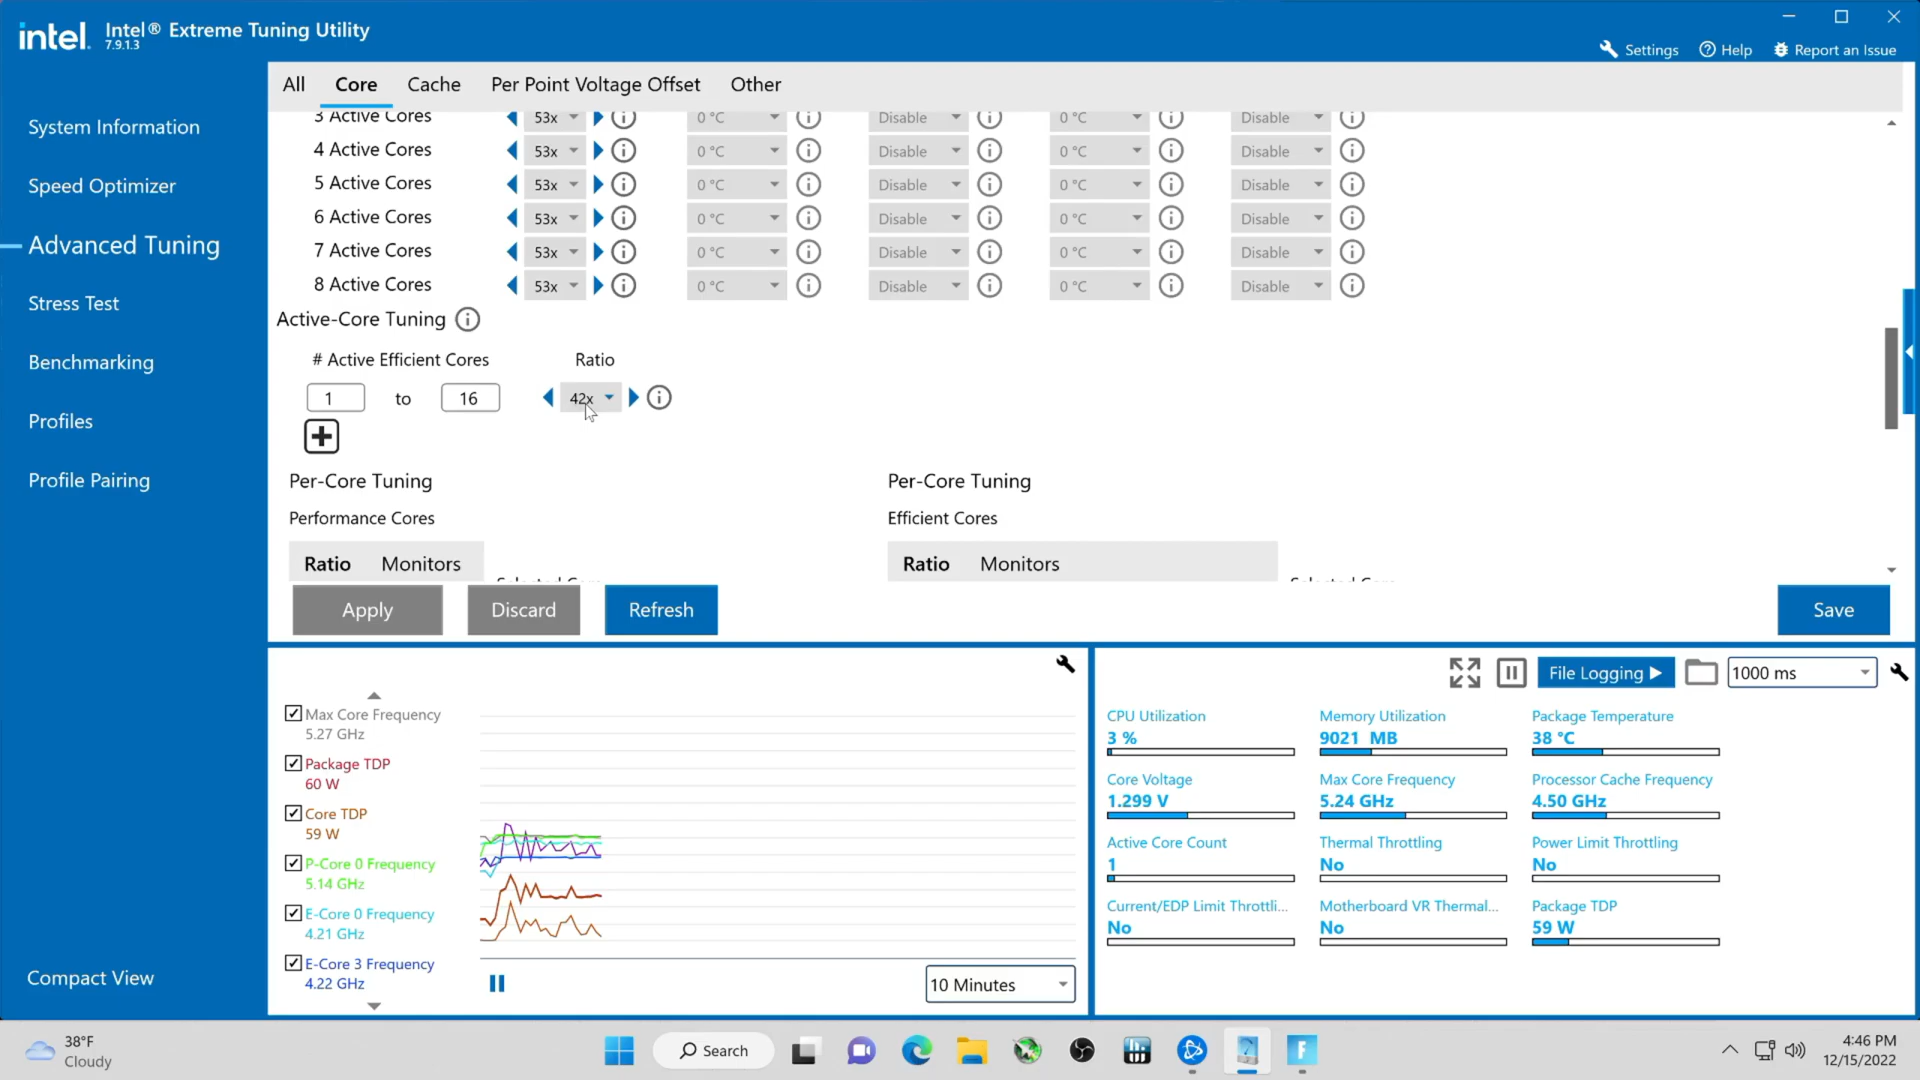 intel.
Intel® Extreme Tuning Utility
7.9.1.3
Settings Help Report an Issue
All Core Cache Per Point Voltage Offset Other
System Information
Speed Optimizer
Advanced Tuning
Stress Test
Benchmarking
Profiles
Profile Pairing
Compact View
3 Active Cores 53x 0 °C Disable 0 °C Disable
4 Active Cores 53x 0 °C Disable 0 °C Disable
5 Active Cores 53x 0 °C Disable 0 °C Disable
6 Active Cores 53x 0 °C Disable 0 °C Disable
7 Active Cores 53x 0 °C Disable 0 °C Disable
8 Active Cores 53x 0 °C Disable 0 °C Disable
Active-Core Tuning
# Active Efficient Cores Ratio
1 to 16 42x
Per-Core Tuning Per-Core Tuning
Performance Cores Efficient Cores
Ratio Monitors Ratio Monitors
Apply Discard Refresh Save
Max Core Frequency
5.27 GHz
Package TDP
60 W
Core TDP
59 W
P-Core 0 Frequency
5.14 GHz
E-Core 0 Frequency
4.21 GHz
E-Core 3 Frequency
4.22 GHz
10 Minutes
File Logging 1000 ms
CPU Utilization Memory Utilization Package Temperature
3 % 9021 MB 38 °C
Core Voltage Max Core Frequency Processor Cache Frequency
1.299 V 5.24 GHz 4.50 GHz
Active Core Count Thermal Throttling Power Limit Throttling
1 No No
Current/EDP Limit Throttli... Motherboard VR Thermal... Package TDP
No No 59 W
38°F
Cloudy
Search
4:46 PM
12/15/2022